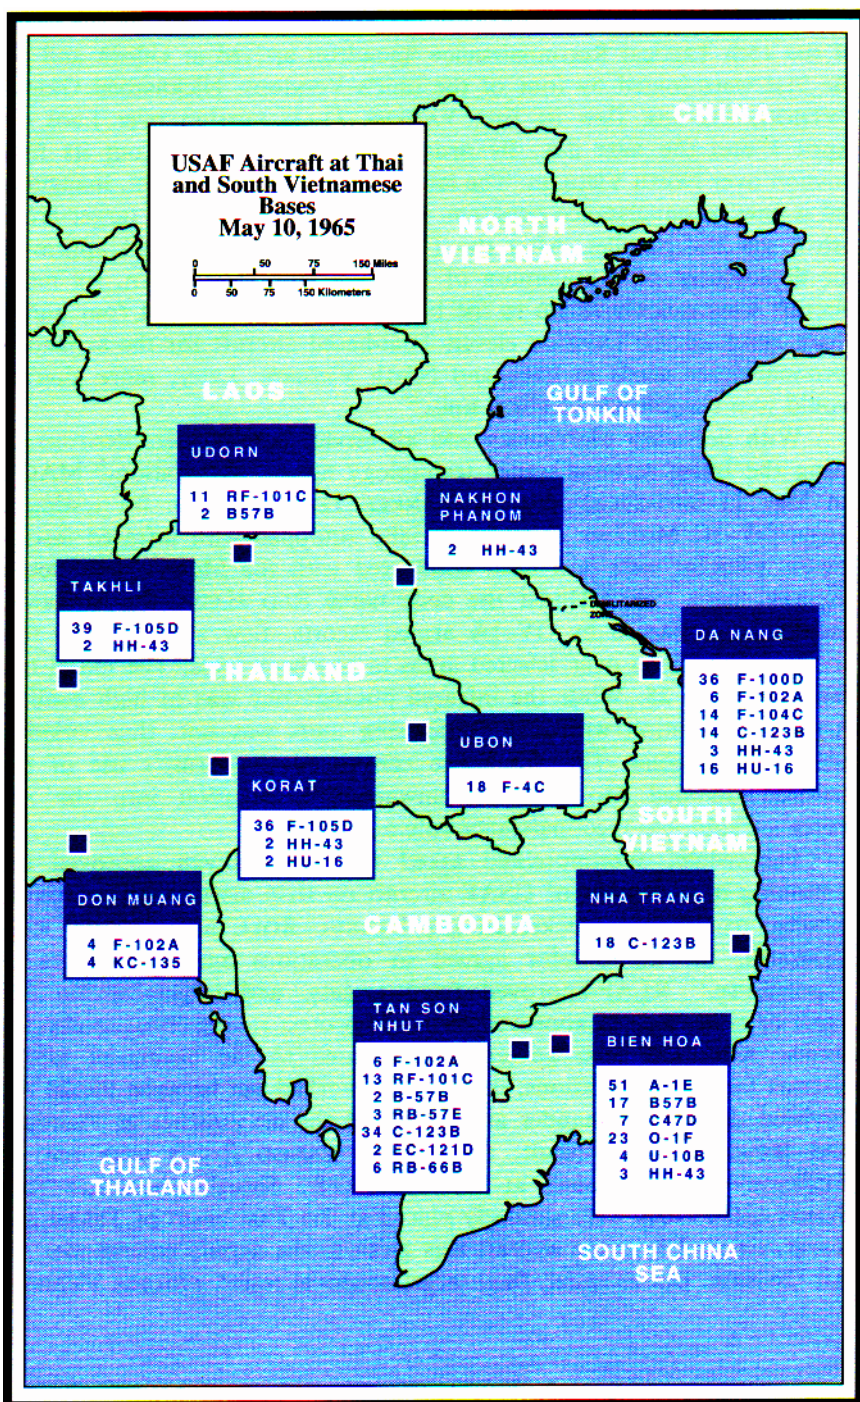 CHINA
USAF Aircraft at Thai
and South Vietnamese
Bases
May 10, 1965
0 50 75 150 Miles
0 50 75 150 Kilometers
NORTH
VIETNAM
LAOS
GULF OF
TONKIN
UDORN
11 RF-101C
2 B57B
NAKHON
PHANOM
2 HH-43
TAKHLI
39 F-105D
2 HH-43
DEMILITARIZED
ZONE
THAILAND
DA NANG
36 F-100D
6 F-102A
14 F-104C
14 C-123B
3 HH-43
16 HU-16
UBON
18 F-4C
KORAT
36 F-105D
2 HH-43
2 HU-16
SOUTH
VIETNAM
DON MUANG
4 F-102A
4 KC-135
CAMBODIA
NHA TRANG
18 C-123B
TAN SON
NHUT
6 F-102A
13 RF-101C
2 B-57B
3 RB-57E
34 C-123B
2 EC-121D
6 RB-66B
BIEN HOA
51 A-1E
17 B57B
7 C47D
23 O-1F
4 U-10B
3 HH-43
GULF OF
THAILAND
SOUTH CHINA
SEA